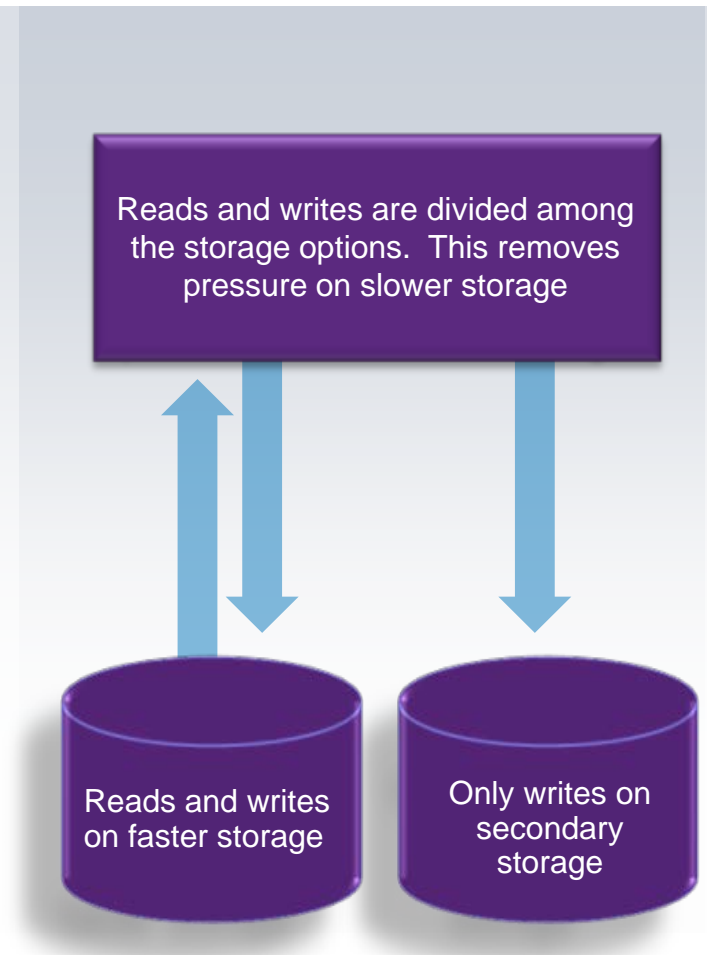 Reads and writes are divided among
the storage options.  This removes
pressure on slower storage
Reads and writes
on faster storage
Only writes on
secondary
storage